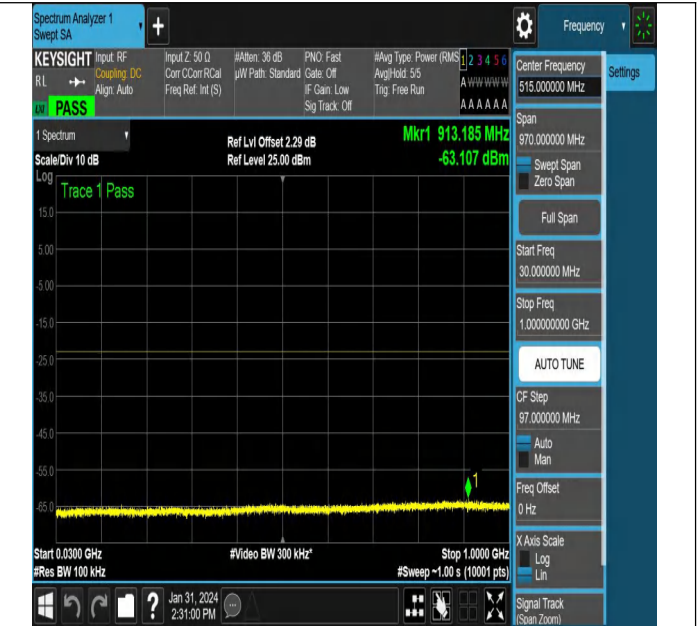 Spectrum Analyzer 1
Swept SA
+
Frequency
KEYSIGHT
RL
PASS
Input: RF
Coupling: DC
Align: Auto
Input Z: 50 Ω
Corr CCorr RCal
Freq Ref: Int (S)
#Atten: 36 dB
µW Path: Standard
PNO: Fast
Gate: Off
IF Gain: Low
Sig Track: Off
#Avg Type: Power (RMS
Avg|Hold: 5/5
Trig: Free Run
1 2 3 4 5 6
A W W W W W
A A A A A A
1 Spectrum
Scale/Div 10 dB
Ref Lvl Offset 2.29 dB
Ref Level 25.00 dBm
Mkr1 913.185 MHz
-63.107 dBm
Log
Trace 1 Pass
15.0
5.00
-5.00
-15.0
-25.0
-35.0
-45.0
-55.0
-65.0
1
Start 0.0300 GHz
#Res BW 100 kHz
#Video BW 300 kHz*
Stop 1.0000 GHz
#Sweep ~1.00 s (10001 pts)
?
Jan 31, 2024
2:31:00 PM
Center Frequency
515.000000 MHz
Settings
Span
970.000000 MHz
Swept Span
Zero Span
Full Span
Start Freq
30.000000 MHz
Stop Freq
1.000000000 GHz
AUTO TUNE
CF Step
97.000000 MHz
Auto
Man
Freq Offset
0 Hz
X Axis Scale
Log
Lin
Signal Track
(Span Zoom)